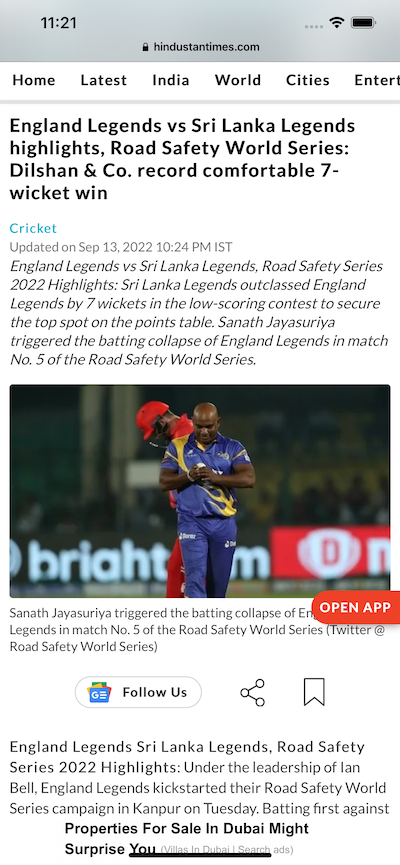 11:21
hindustantimes.com
Home Latest India World Cities Entert
England Legends vs Sri Lanka Legends
highlights, Road Safety World Series:
Dilshan & Co. record comfortable 7-
wicket win
Cricket
Updated on Sep 13, 2022 10:24 PM IST
England Legends vs Sri Lanka Legends, Road Safety Series
2022 Highlights: Sri Lanka Legends outclassed England
Legends by 7 wickets in the low-scoring contest to secure
the top spot on the points table. Sanath Jayasuriya
triggered the batting collapse of England Legends in match
No. 5 of the Road Safety World Series.
bright m
Sanath Jayasuriya triggered the batting collapse of En
OPEN APP
Legends in match No. 5 of the Road Safety World Series (Twitter @
Road Safety World Series)
GE Follow Us
England Legends Sri Lanka Legends, Road Safety
Series 2022 Highlights: Under the leadership of Ian
Bell, England Legends kickstarted their Road Safety World
Series campaign in Kanpur on Tuesday. Batting first against
Properties For Sale In Dubai Might
Surprise You (Villas In Dubai | Search ads)